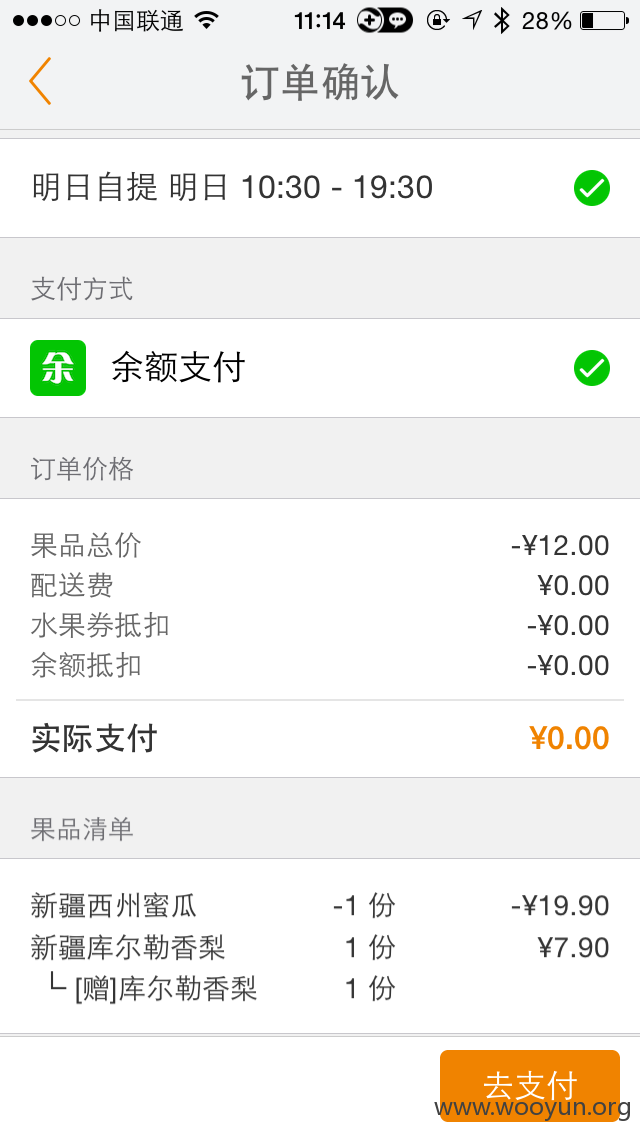 中国联通 11:14 28%
订单确认
明日自提 明日 10:30 - 19:30
支付方式
余 余额支付
订单价格
果品总价 -¥12.00
配送费 ¥0.00
水果券抵扣 -¥0.00
余额抵扣 -¥0.00
实际支付 ¥0.00
果品清单
新疆西州蜜瓜 -1 份 -¥19.90
新疆库尔勒香梨 1 份 ¥7.90
└ [赠]库尔勒香梨 1 份
去支付
www.wooyun.org